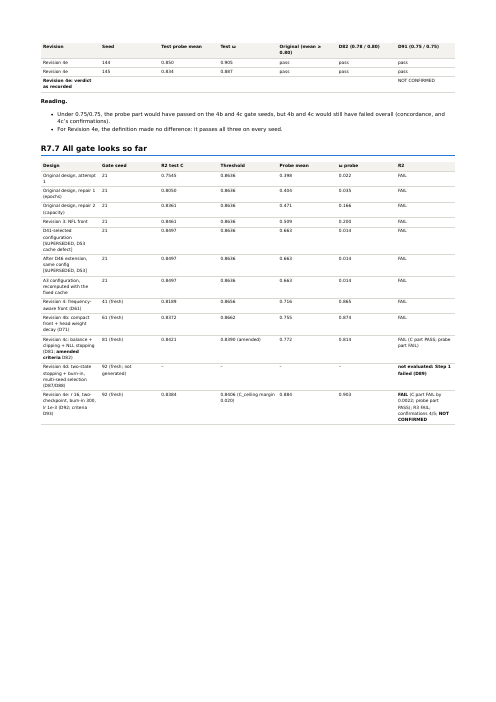 Revision Seed Test probe mean Test ω Original (mean ≥ 0.80) D82 (0.78 / 0.80) D91 (0.75 / 0.75)
Revision 4e 144 0.850 0.905 pass pass pass
Revision 4e 145 0.834 0.887 pass pass pass
Revision 4e: verdict as recorded NOT CONFIRMED
Reading.
• Under 0.75/0.75, the probe part would have passed on the 4b and 4c gate seeds, but 4b and 4c would still have failed overall (concordance, and
4c's confirmations).
• For Revision 4e, the definition made no difference: it passes all three on every seed.
R7.7 All gate looks so far
Design Gate seed R2 test C Threshold Probe mean ω probe R2
Original design, attempt 1 21 0.7545 0.8636 0.398 0.022 FAIL
Original design, repair 1 (epochs) 21 0.8050 0.8636 0.404 0.035 FAIL
Original design, repair 2 (capacity) 21 0.8361 0.8636 0.471 0.166 FAIL
Revision 3: NFL front 21 0.8461 0.8636 0.509 0.200 FAIL
D41-selected configuration [SUPERSEDED, D53 cache defect] 21 0.8497 0.8636 0.663 0.014 FAIL
After D46 extension, same config [SUPERSEDED, D53] 21 0.8497 0.8636 0.663 0.014 FAIL
A3 configuration, recomputed with the fixed cache 21 0.8497 0.8636 0.663 0.014 FAIL
Revision 4: frequency-aware front (D61) 41 (fresh) 0.8189 0.8656 0.716 0.865 FAIL
Revision 4b: compact front + head weight decay (D71) 61 (fresh) 0.8372 0.8662 0.755 0.874 FAIL
Revision 4c: balance + clipping + NLL stopping (D81; amended criteria D82) 81 (fresh) 0.8421 0.8390 (amended) 0.772 0.814 FAIL (C part PASS; probe part FAIL)
Revision 4d: two-state stopping + burn-in, multi-seed selection (D87/D88) 92 (fresh; not generated) – – – – not evaluated: Step 1 failed (D89)
Revision 4e: r 16, two-checkpoint, burn-in 300, lr 1e-3 (D92; criteria D93) 92 (fresh) 0.8384 0.8406 (C_ceiling margin 0.020) 0.884 0.903 FAIL (C part FAIL by 0.0022; probe part PASS); R3 FAIL; confirmations 4/5; NOT CONFIRMED